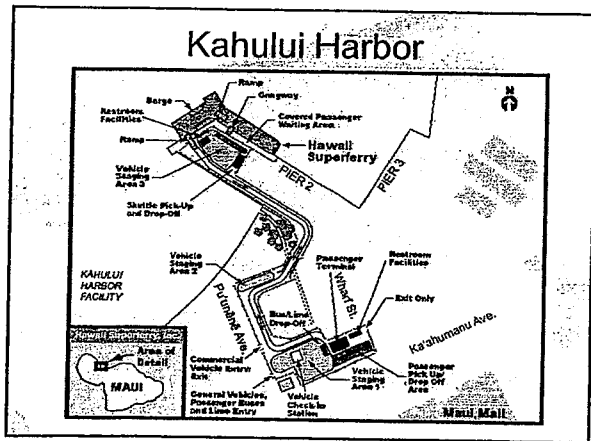 Kahului Harbor
Ramp
Barge
Gangway
Restroom
Facilities
Covered Passenger
Waiting Area
Ramp
Hawaii
Superferry
Vehicle
Staging
Area 3
PIER 2
PIER 3
Shuttle Pick-Up
and Drop-Off
Vehicle
Staging
Area 2
Passenger
Terminal
Restroom
Facilities
KAHULUI
HARBOR
FACILITY
Pu'unēnē Ave.
Wharf St.
Bus/Limo
Drop-Off
Exit Only
Ka'ahumanu Ave.
Area of
Detail
MAUI
Commercial
Vehicle Entry/
Exit
General Vehicles,
Passenger Buses
and Limo Entry
Vehicle
Check-In
Station
Vehicle
Staging
Area 1
Passenger
Pick Up/
Drop Off
Area
Maui Mall